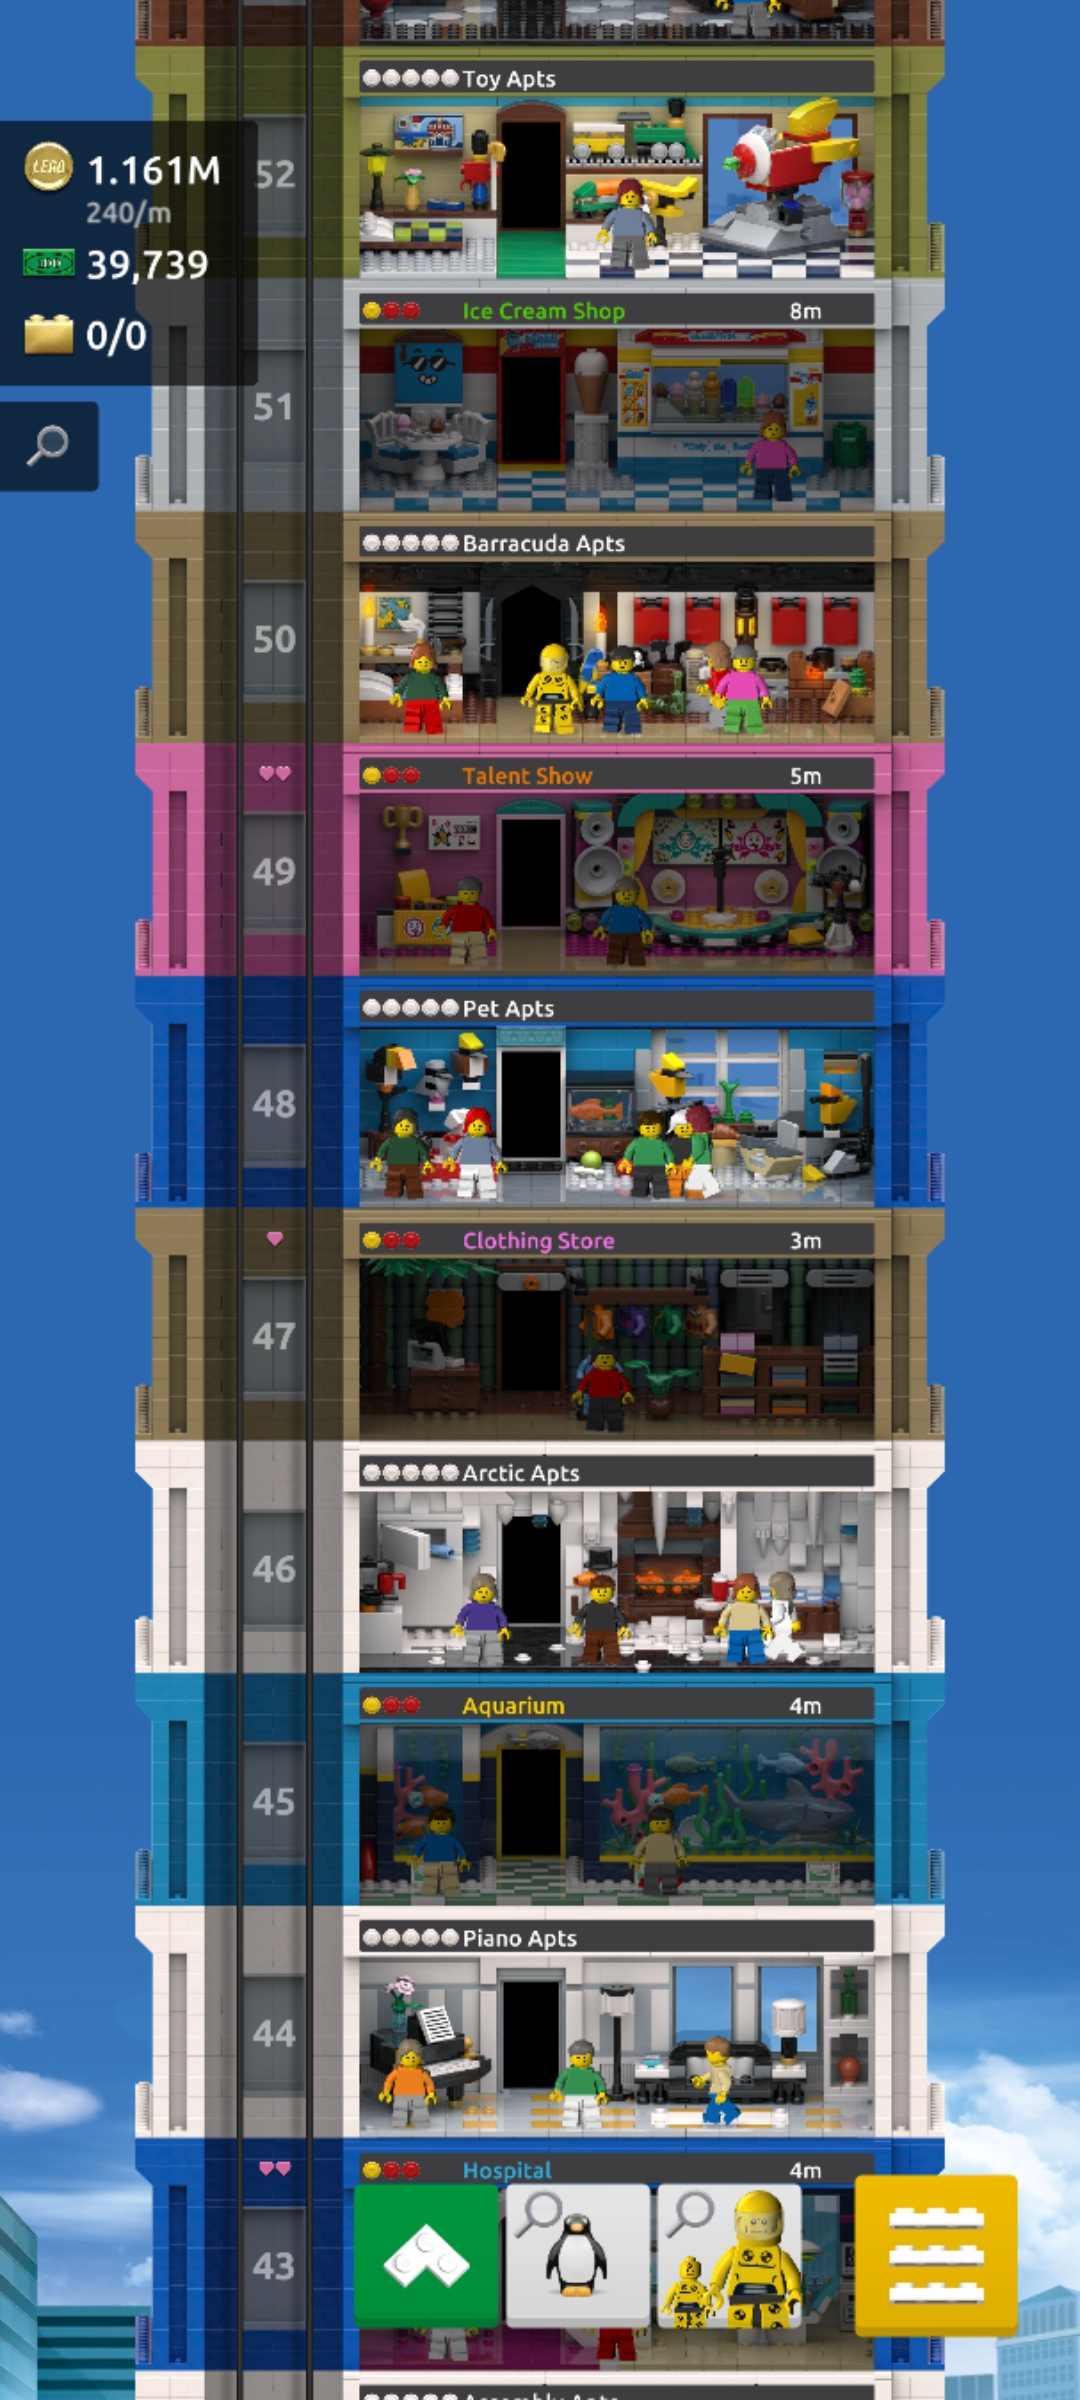 Toy Apts
LEGO 1.161M
52
240/m
39,739
Ice Cream Shop 8m
0/0
51
Barracuda Apts
50
Talent Show 5m
49
Pet Apts
48
Clothing Store 3m
47
Arctic Apts
46
Aquarium 4m
45
Piano Apts
44
Hospital 4m
43
Assembly Apts